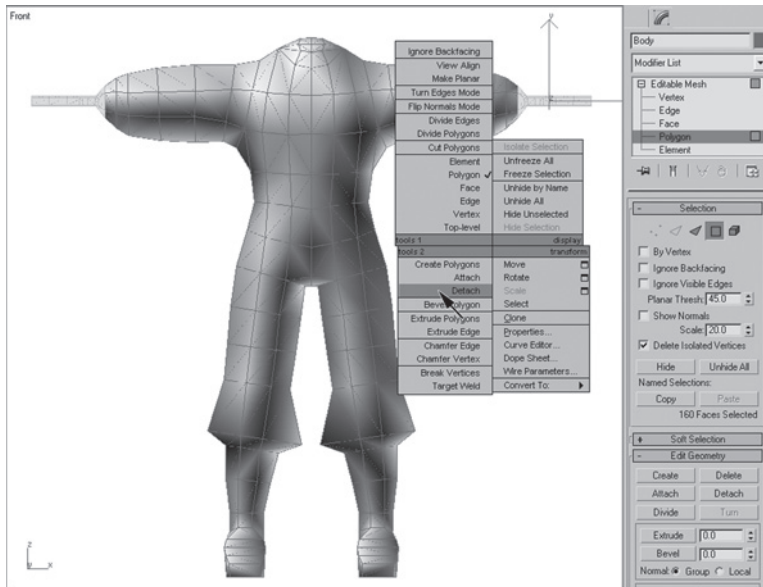 Front
y
Ignore Backfacing
View Align
Make Planar
Turn Edges Mode
Flip Normals Mode
Divide Edges
Divide Polygons
Cut Polygons
Element
Polygon
Face
Edge
Vertex
Top-level
tools 1
Isolate Selection
Unfreeze All
Freeze Selection
Unhide by Name
Unhide All
Hide Unselected
Hide Selection
display
tools 2
Create Polygons
Attach
Detach
Bevel Polygon
Extrude Polygons
Extrude Edge
Chamfer Edge
Chamfer Vertex
Break Vertices
Target Weld
transform
Move
Rotate
Scale
Select
Clone
Properties...
Curve Editor...
Dope Sheet...
Wire Parameters...
Convert To:
z
y x
Body
Modifier List
Editable Mesh
Vertex
Edge
Face
Polygon
Element
- Selection
By Vertex
Ignore Backfacing
Ignore Visible Edges
Planar Thresh: 45.0
Show Normals
Scale: 20.0
Delete Isolated Vertices
Hide Unhide All
Named Selections:
Copy Paste
160 Faces Selected
+ Soft Selection
- Edit Geometry
Create Delete
Attach Detach
Divide Turn
Extrude 0.0
Bevel 0.0
Normal: Group Local